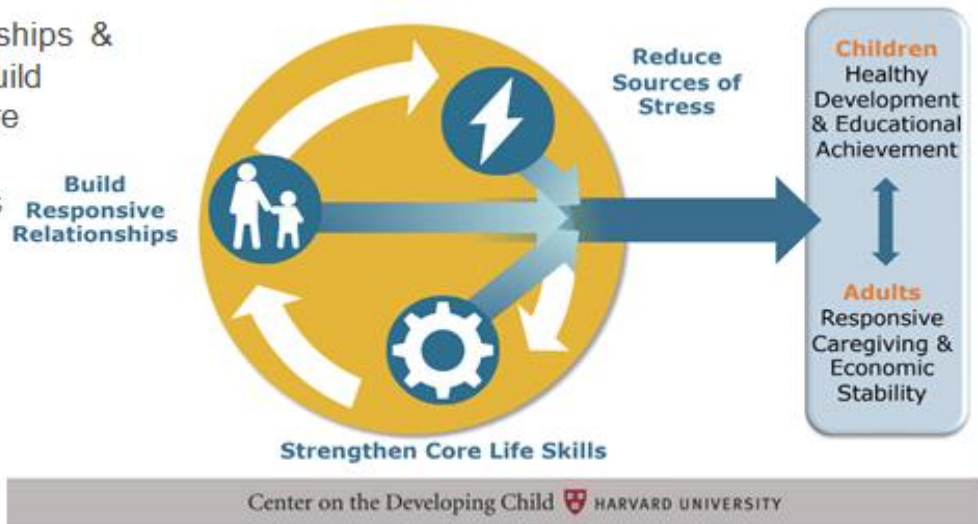 ships &
uild
e
s
Build
Responsive
Relationships
Reduce
Sources of
Stress
Strengthen Core Life Skills
Children
Healthy
Development
& Educational
Achievement
Adults
Responsive
Caregiving &
Economic
Stability
Center on the Developing Child HARVARD UNIVERSITY